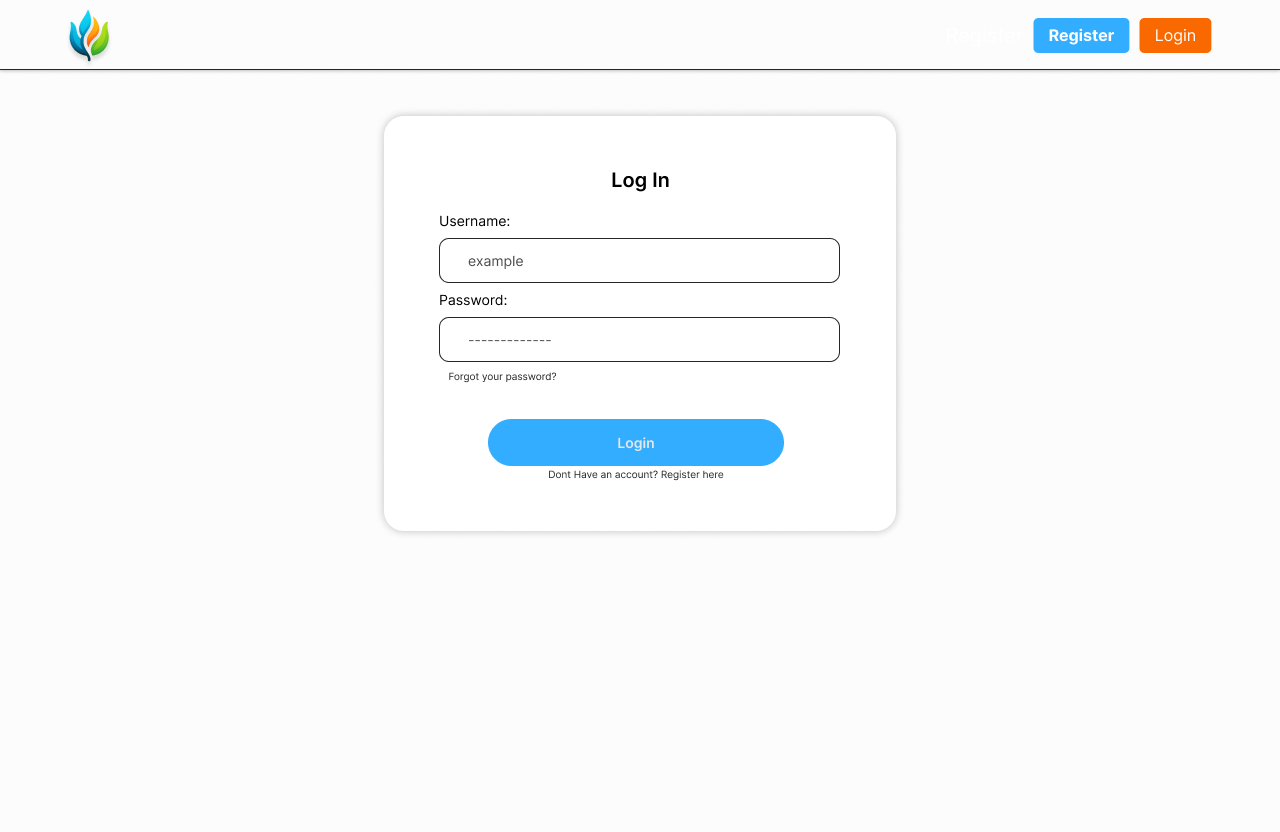 Register
Login
Log In
Username:
example
Password:
-------------
Forgot your password?
Login
Dont Have an account? Register here